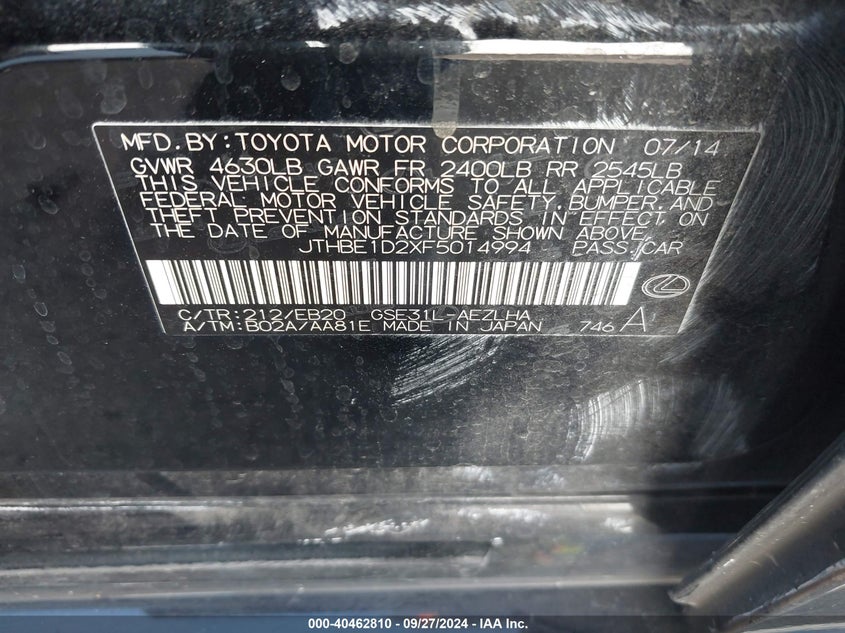 MFD.BY:TOYOTA MOTOR CORPORATION 07/14
GVWR 4630LB GAWR FR 2400LB RR 2545LB
THIS VEHICLE CONFORMS TO ALL APPLICABLE
FEDERAL MOTOR VEHICLE SAFETY,BUMPER,AND
THEFT PREVENTION STANDARDS IN EFFECT ON
THE DATE OF MANUFACTURE SHOWN ABOVE.
JTHBE1D2XF5014994 PASS.CAR
C/TR:212/EB20 GSE31L-AEZLHA
A/TM:B02A/AA81E MADE IN JAPAN 746 A
000-40462810 - 09/27/2024 - IAA Inc.